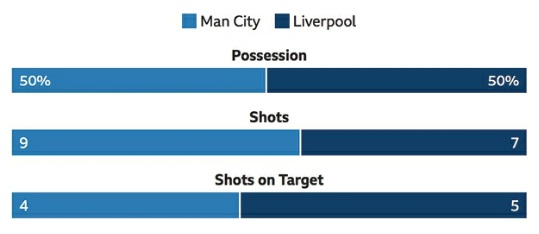 Man City Liverpool
Possession
50% 50%
Shots
9 7
Shots on Target
4 5